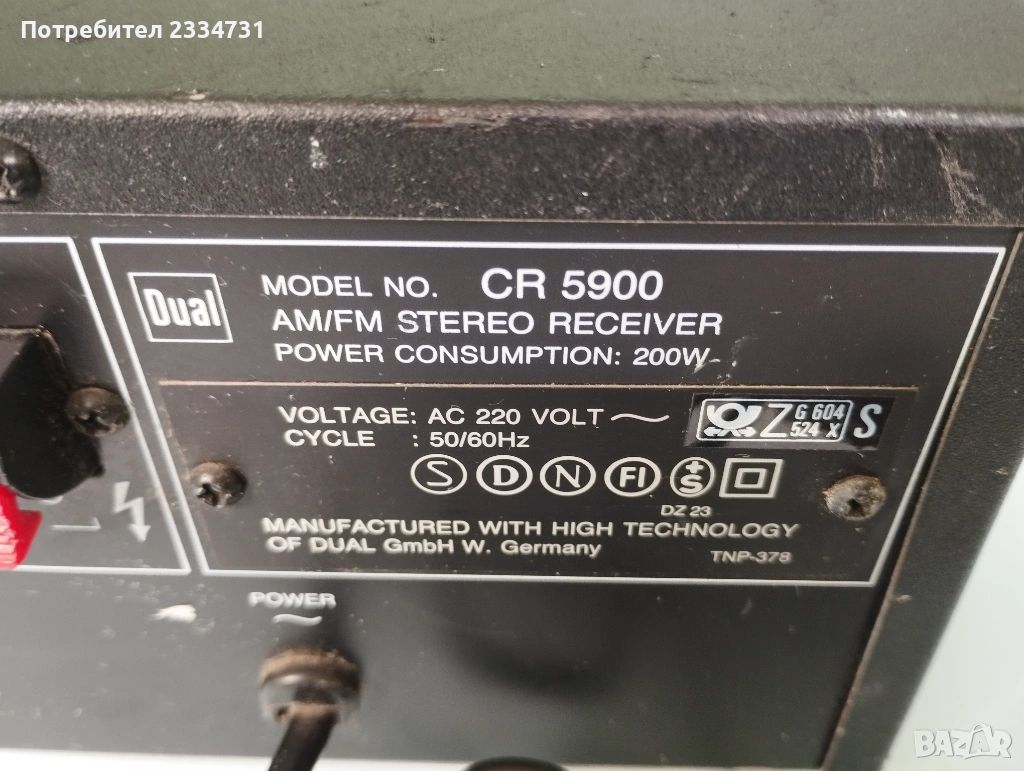 Потребител 2334731
Dual
MODEL NO. CR 5900
AM/FM STEREO RECEIVER
POWER CONSUMPTION: 200W
VOLTAGE: AC 220 VOLT ~
CYCLE : 50/60Hz
Z G 604 524 X S
S D N FI +S
DZ 23
MANUFACTURED WITH HIGH TECHNOLOGY
OF DUAL GmbH W. Germany
TNP-378
POWER
~
BAZAR